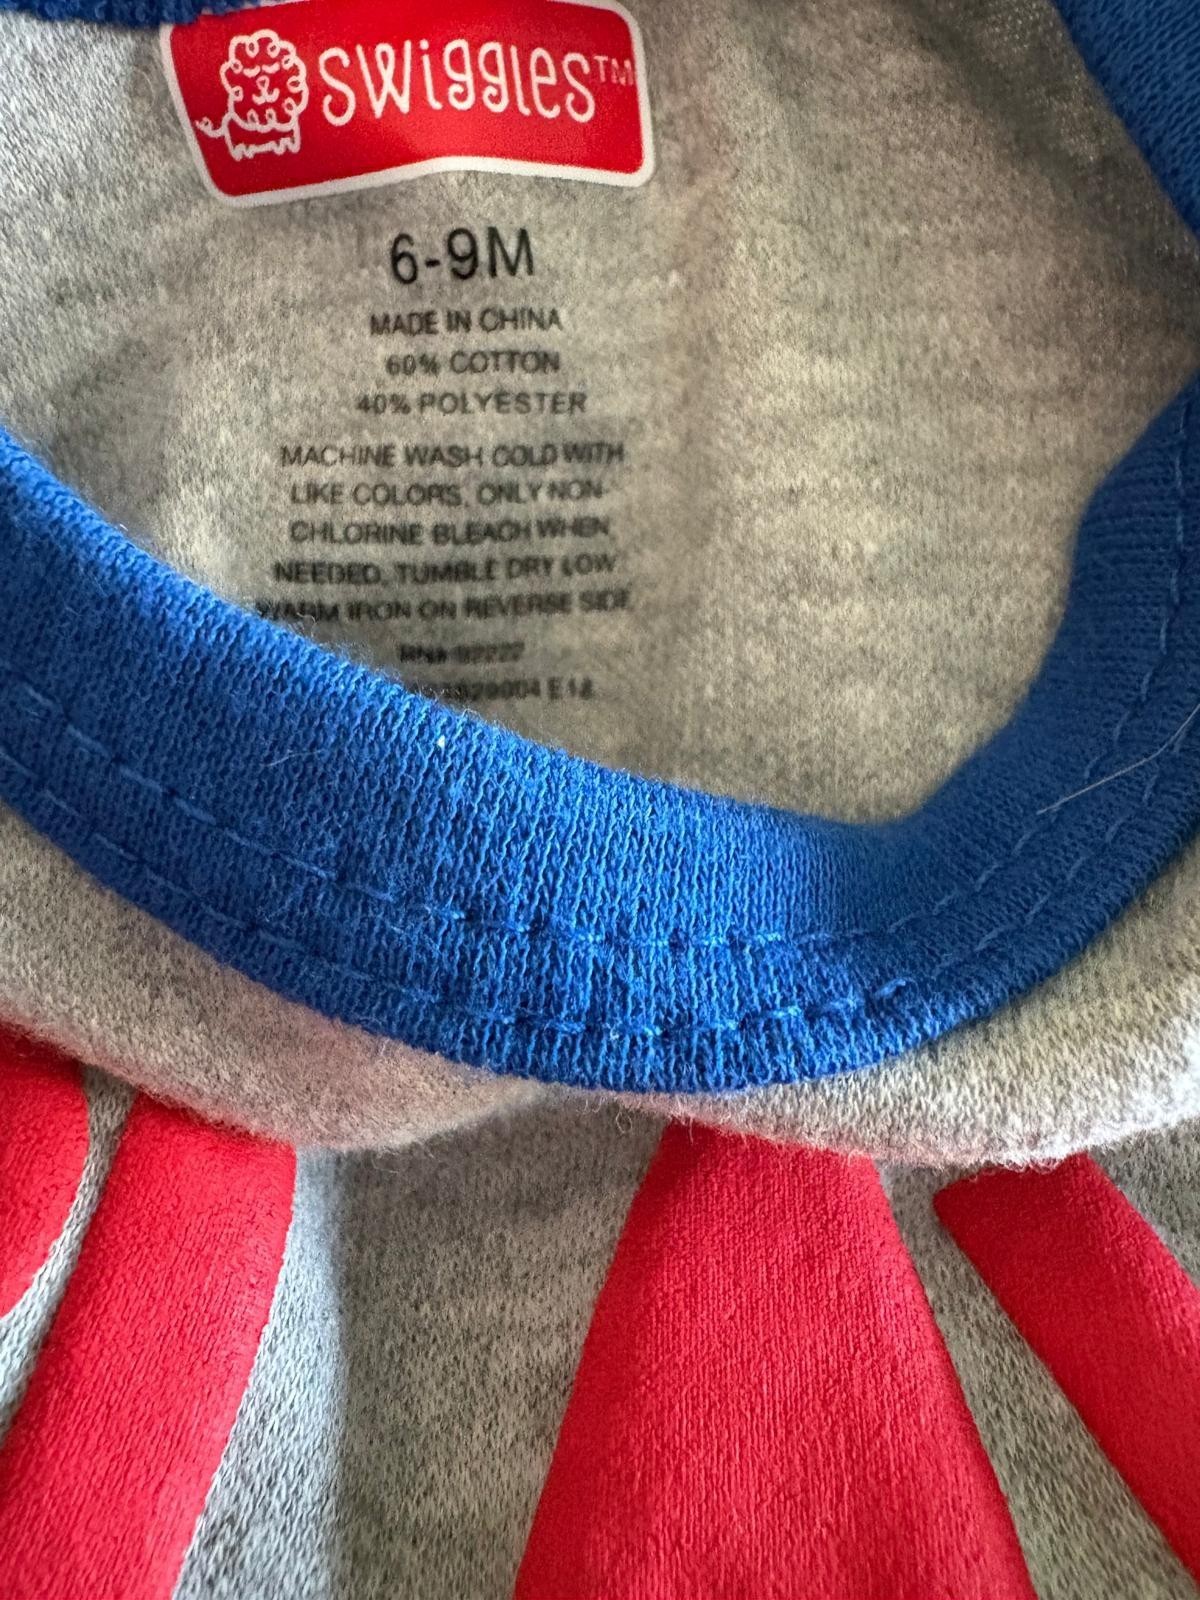 swiggles™
6-9M
MADE IN CHINA
60% COTTON
40% POLYESTER
MACHINE WASH COLD WITH
LIKE COLORS, ONLY NON-
CHLORINE BLEACH WHEN
NEEDED, TUMBLE DRY LOW
WARM IRON ON REVERSE SIDE
RN#